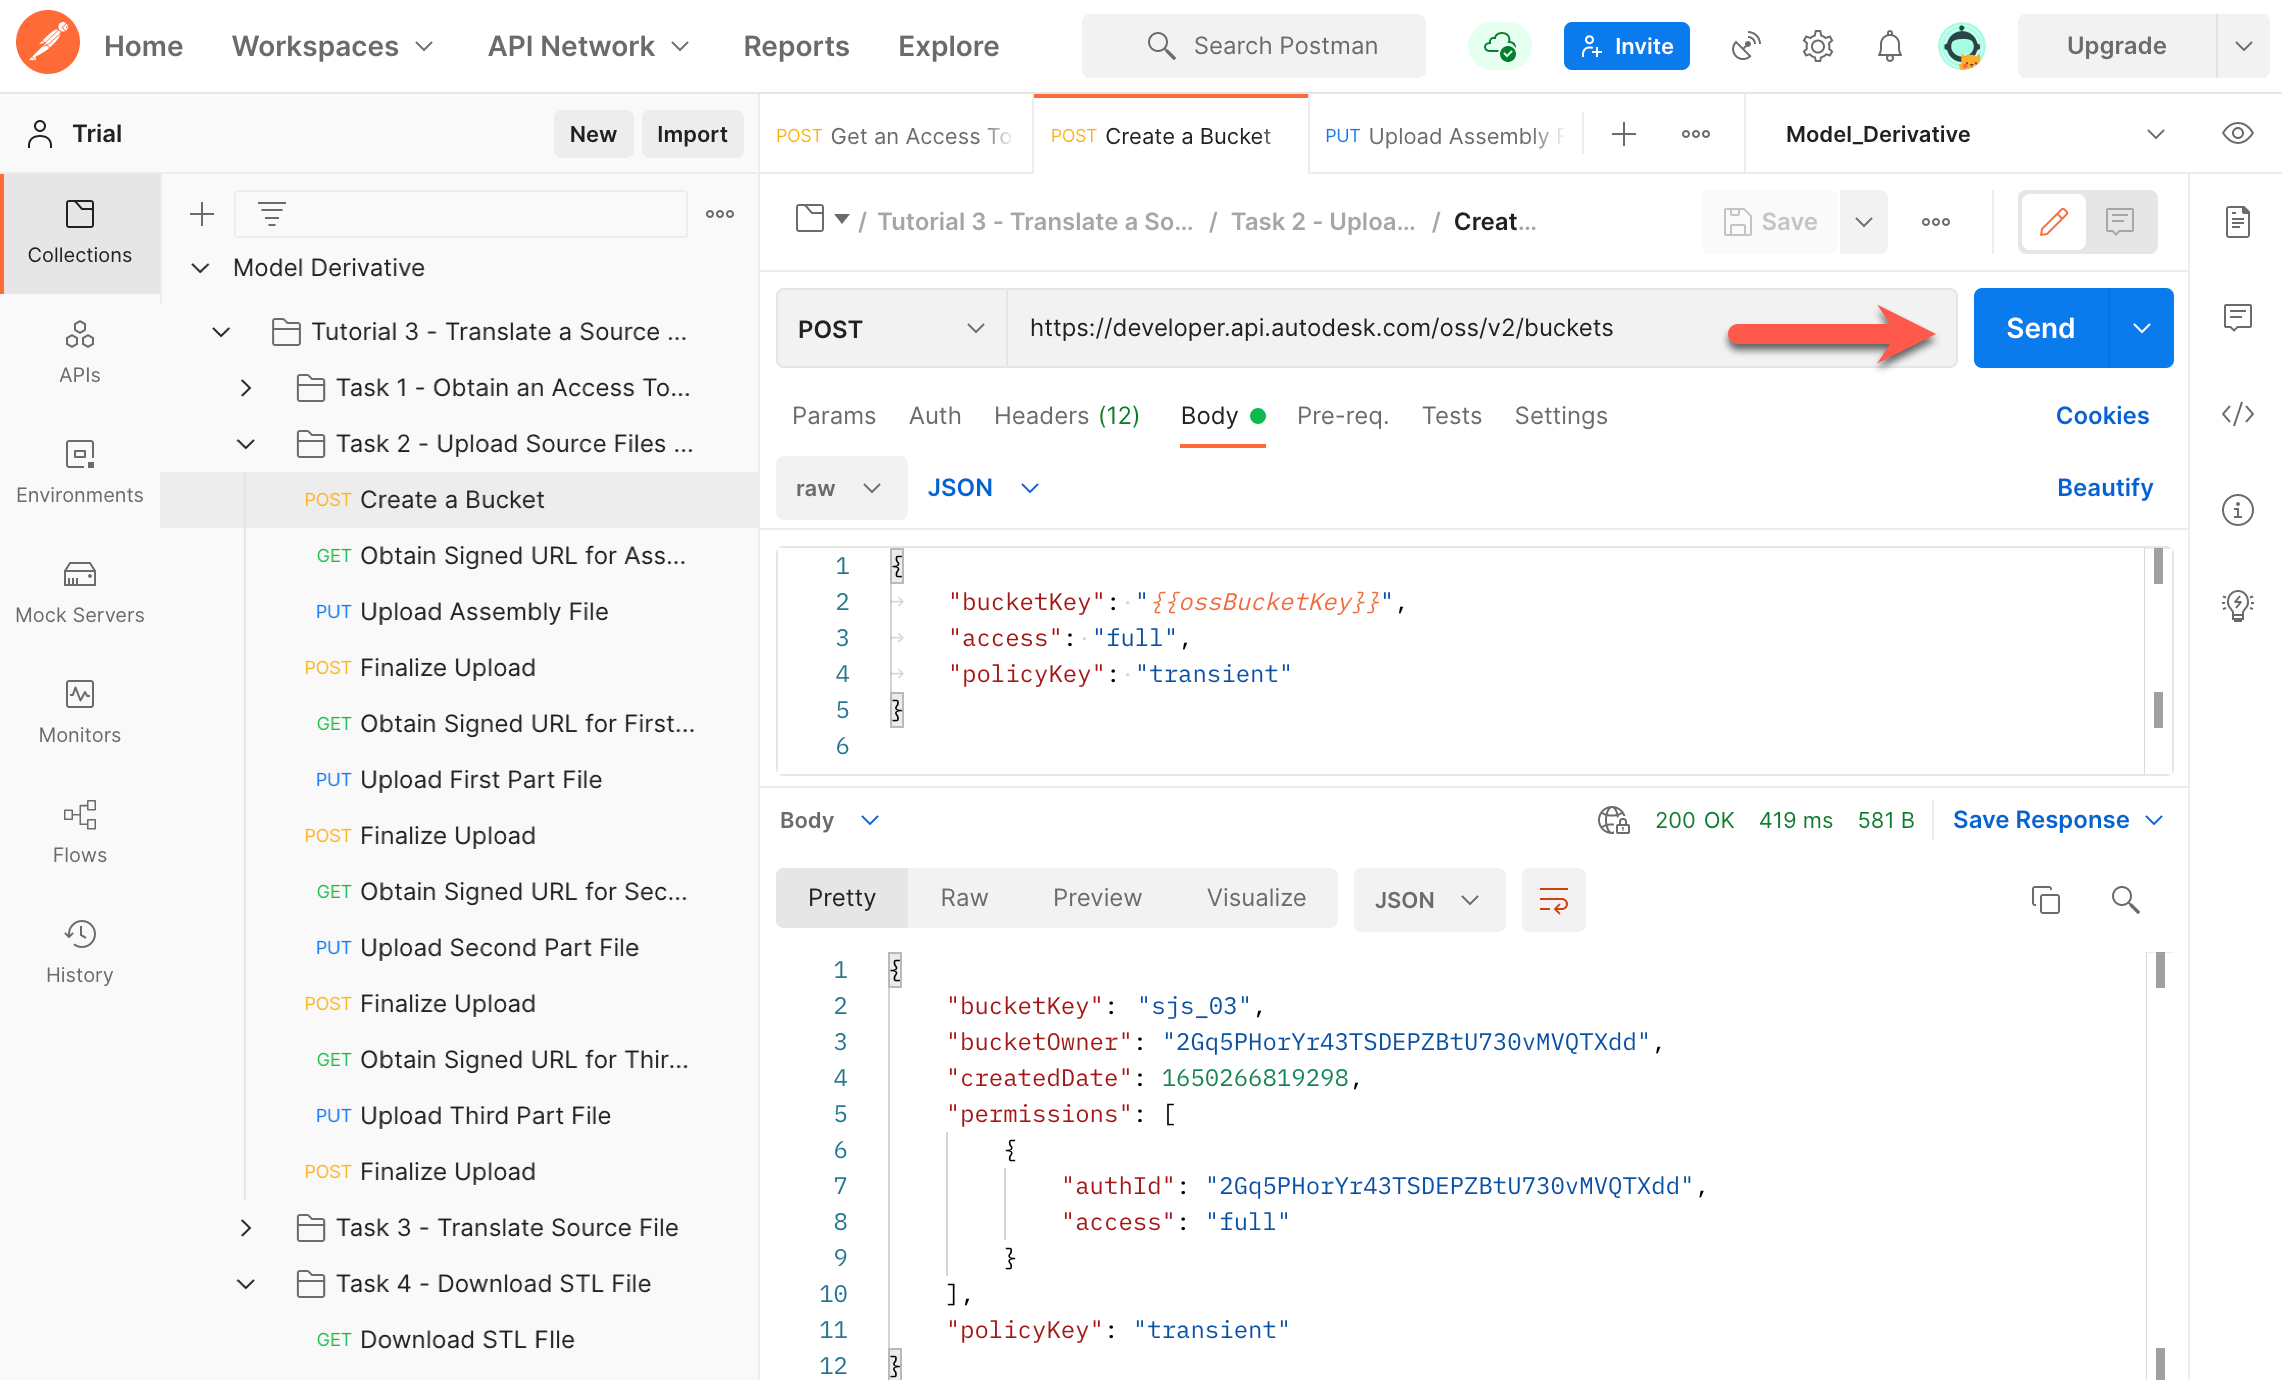 Home Workspaces API Network Reports Explore Search Postman Invite Upgrade
Trial New Import
POST Get an Access To POST Create a Bucket PUT Upload Assembly Model_Derivative
Collections
APIs
Environments
Mock Servers
Monitors
Flows
History
Model Derivative
Tutorial 3 - Translate a Source ...
Task 1 - Obtain an Access To...
Task 2 - Upload Source Files ...
POST Create a Bucket
GET Obtain Signed URL for Ass...
PUT Upload Assembly File
POST Finalize Upload
GET Obtain Signed URL for First...
PUT Upload First Part File
POST Finalize Upload
GET Obtain Signed URL for Sec...
PUT Upload Second Part File
POST Finalize Upload
GET Obtain Signed URL for Thir...
PUT Upload Third Part File
POST Finalize Upload
Task 3 - Translate Source File
Task 4 - Download STL File
GET Download STL FIle
/ Tutorial 3 - Translate a So... / Task 2 - Uploa... / Creat... Save
POST https://developer.api.autodesk.com/oss/v2/buckets Send
Params Auth Headers (12) Body Pre-req. Tests Settings Cookies
raw JSON Beautify
1 {
2 "bucketKey": "{{ossBucketKey}}",
3 "access": "full",
4 "policyKey": "transient"
5 }
6
Body 200 OK 419 ms 581 B Save Response
Pretty Raw Preview Visualize JSON
1 {
2 "bucketKey": "sjs_03",
3 "bucketOwner": "2Gq5PHorYr43TSDEPZBtU730vMVQTXdd",
4 "createdDate": 1650266819298,
5 "permissions": [
6 {
7 "authId": "2Gq5PHorYr43TSDEPZBtU730vMVQTXdd",
8 "access": "full"
9 }
10 ],
11 "policyKey": "transient"
12 }